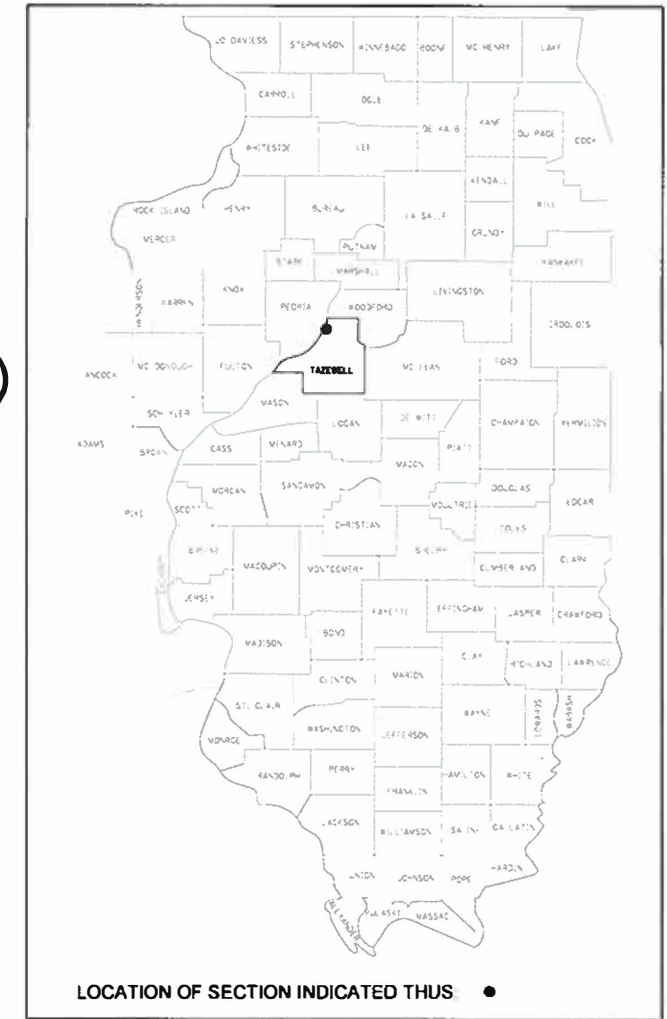 JO DAVIESS STEPHENSON WINNEBAGO BOONE MC HENRY LAKE
CARROLL OGLE
DE KALB KANE DU PAGE COOK
WHITESIDE LEE
KENDALL
ROCK ISLAND HENRY BUREAU LA SALLE GRUNDY WILL
MERCER PUTNAM
STARK MARSHALL KANKAKEE
HENDERSON WARREN KNOX PEORIA WOODFORD LIVINGSTON IROQUOIS
)
ANCOCK MC DONOUGH FULTON TAZEWELL MC LEAN FORD
MASON
SCHUYLER LOGAN DE WITT CHAMPAIGN VERMILION
ADAMS BROWN CASS MENARD PIATT
MACON
MORGAN SANGAMON DOUGLAS
PIKE SCOTT MOULTRIE EDGAR
CHRISTIAN COLES
GREENE MACOUPIN MONTGOMERY SHELBY CUMBERLAND CLARK
JERSEY
FAYETTE EFFINGHAM JASPER CRAWFORD
MADISON BOND
CLAY RICHLAND LAWRENCE
CLINTON MARION
ST. CLAIR WAYNE EDWARDS WABASH
WASHINGTON JEFFERSON
MONROE
RANDOLPH PERRY HAMILTON WHITE
FRANKLIN
JACKSON WILLIAMSON SALINE GALLATIN
HARDIN
UNION JOHNSON POPE
ALEXANDER PULASKI MASSAC
LOCATION OF SECTION INDICATED THUS